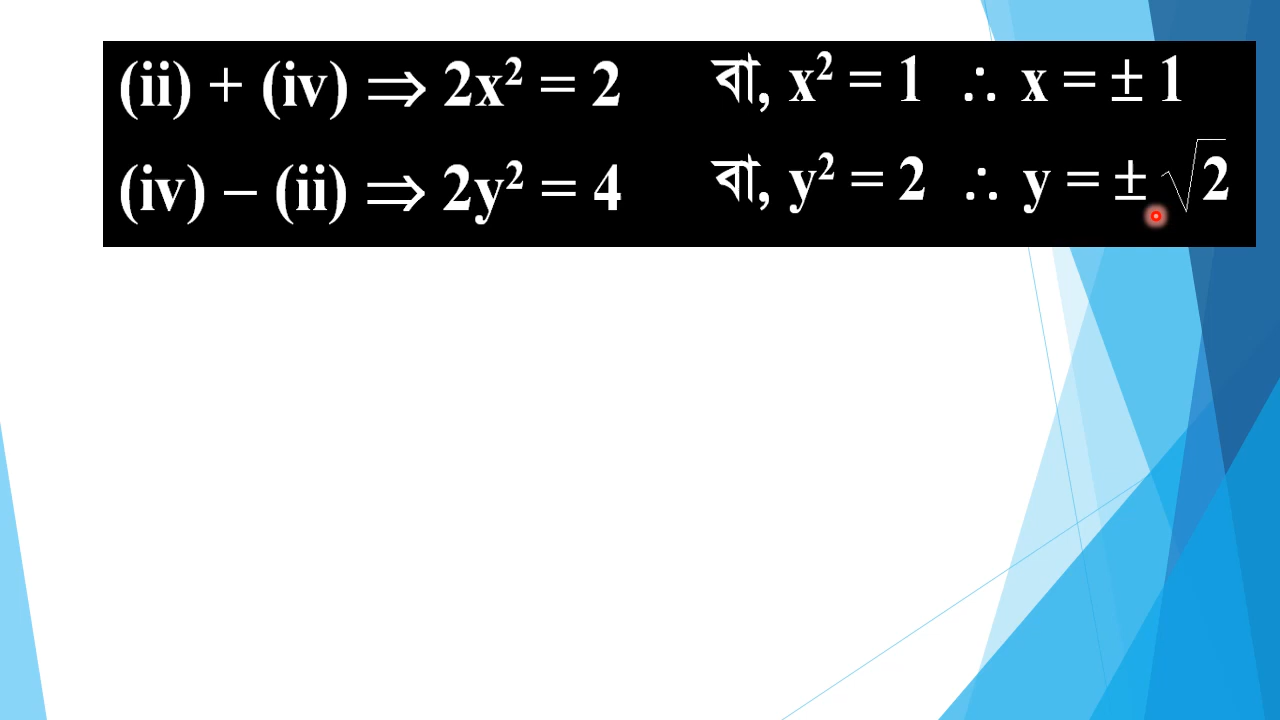 (ii) + (iv) ⇒ 2x² = 2 বা, x² = 1 ∴ x = ± 1
(iv) – (ii) ⇒ 2y² = 4 বা, y² = 2 ∴ y = ± √2